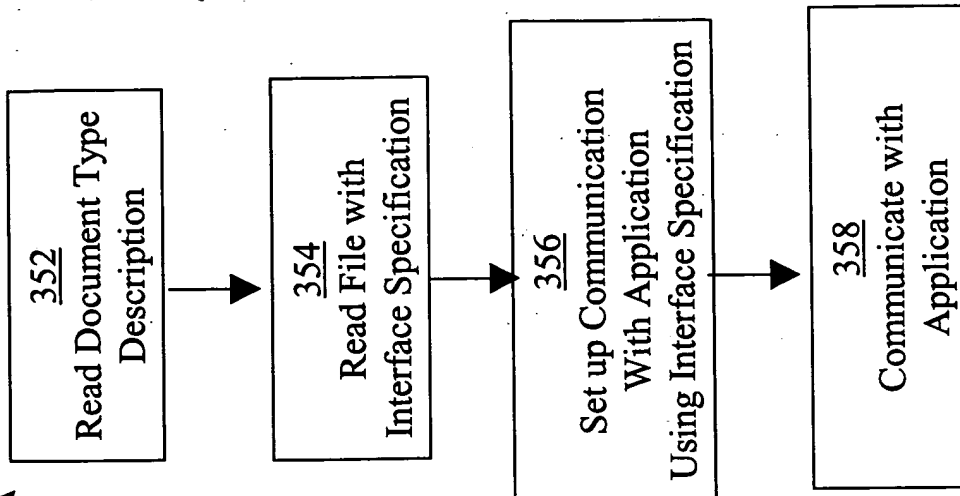 352
Read Document Type
Description
354
Read File with
Interface Specification
356
Set up Communication
With Application
Using Interface Specification
358
Communicate with
Application